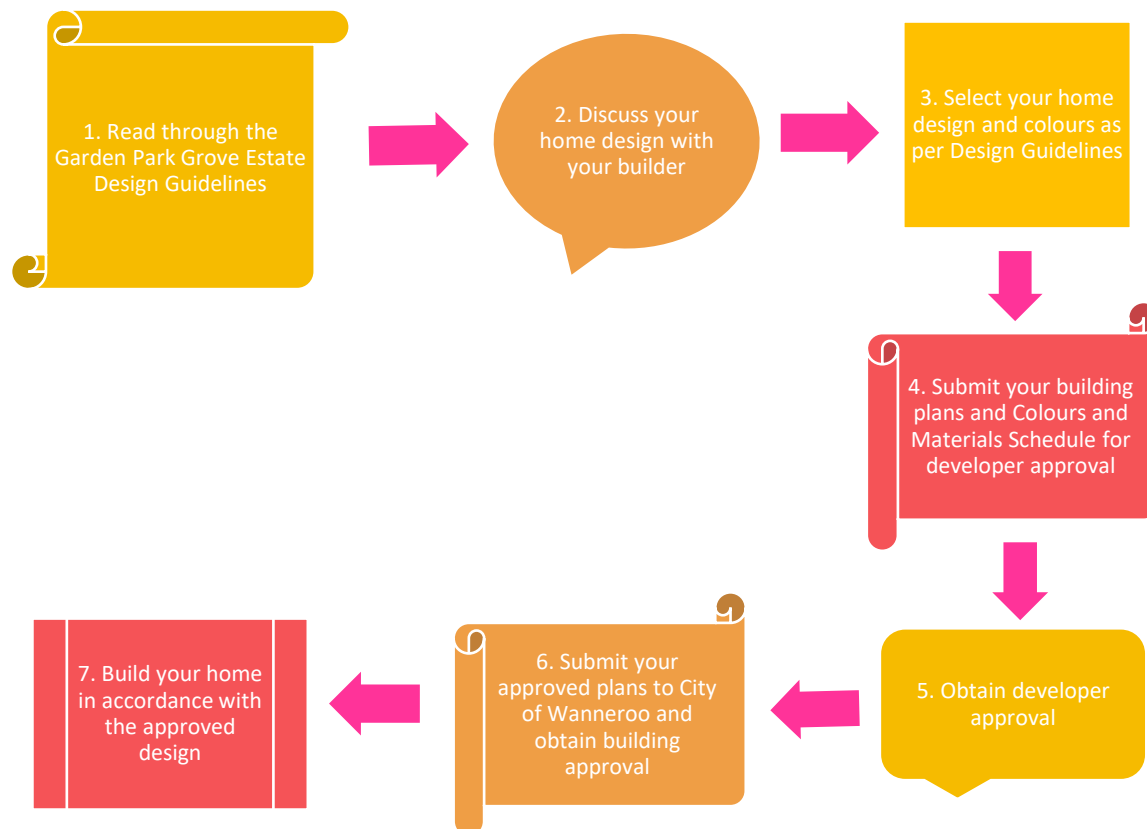 1. Read through the
Garden Park Grove Estate
Design Guidelines
2. Discuss your
home design with
your builder
3. Select your home
design and colours as
per Design Guidelines
4. Submit your building
plans and Colours and
Materials Schedule for
developer approval
5. Obtain developer
approval
6. Submit your
approved plans to City
of Wanneroo and
obtain building
approval
7. Build your home
in accordance with
the approved
design